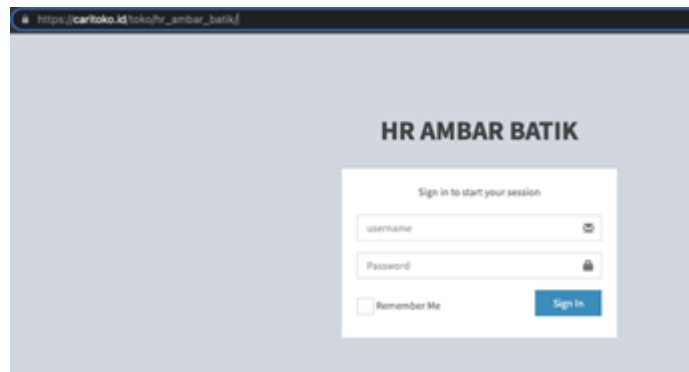 https://caritoko.id/toko/hr_ambar_batik/
HR AMBAR BATIK
Sign in to start your session
username
Password
Remember Me
Sign In